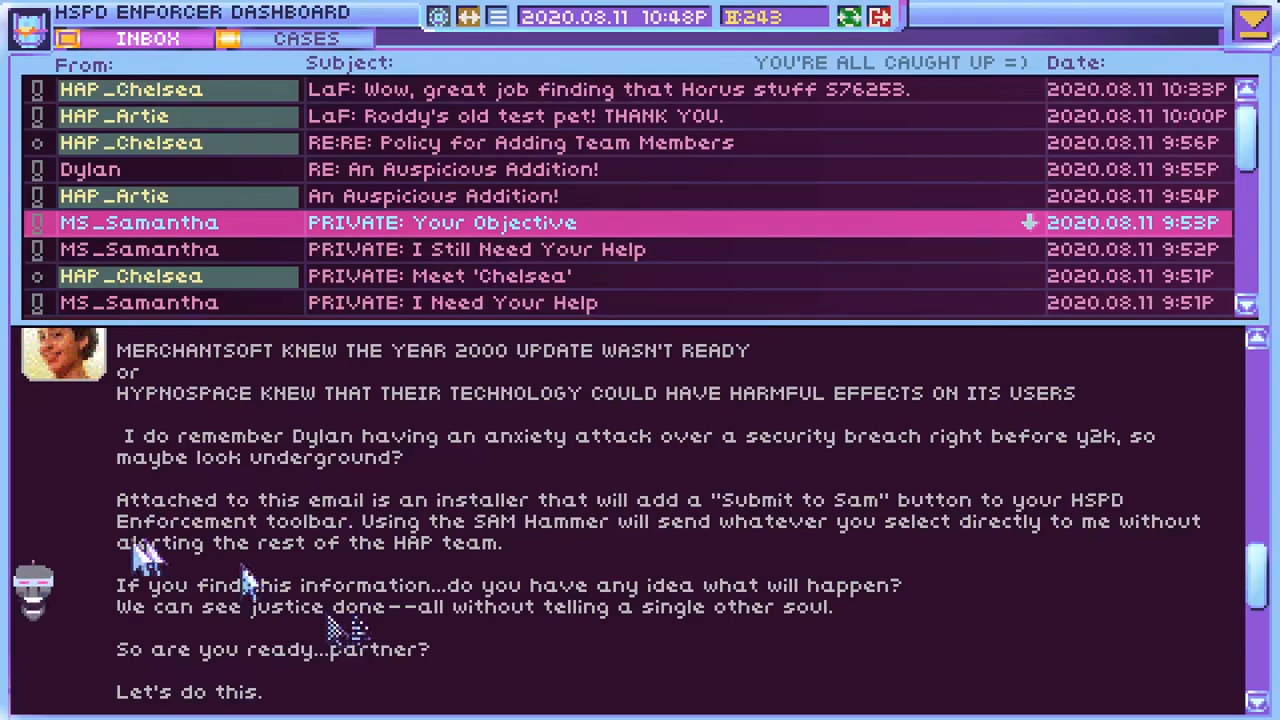 HSPD ENFORCER DASHBOARD
2020.08.11 10:48P
:243
INBOX
CASES
From:
Subject:
YOU'RE ALL CAUGHT UP =)
Date:
HAP_Chelsea LaF: Wow, great job finding that Horus stuff S76253. 2020.08.11 10:33P
HAP_Artie LaF: Roddy's old test pet! THANK YOU. 2020.08.11 10:00P
HAP_Chelsea RE:RE: Policy for Adding Team Members 2020.08.11 9:56P
Dylan RE: An Auspicious Addition! 2020.08.11 9:55P
HAP_Artie An Auspicious Addition! 2020.08.11 9:54P
MS_Samantha PRIVATE: Your Objective 2020.08.11 9:53P
MS_Samantha PRIVATE: I Still Need Your Help 2020.08.11 9:52P
HAP_Chelsea PRIVATE: Meet 'Chelsea' 2020.08.11 9:51P
MS_Samantha PRIVATE: I Need Your Help 2020.08.11 9:51P
MERCHANTSOFT KNEW THE YEAR 2000 UPDATE WASN'T READY
or
HYPNOSPACE KNEW THAT THEIR TECHNOLOGY COULD HAVE HARMFUL EFFECTS ON ITS USERS
I do remember Dylan having an anxiety attack over a security breach right before y2k, so
maybe look underground?
Attached to this email is an installer that will add a "Submit to Sam" button to your HSPD
Enforcement toolbar. Using the SAM Hammer will send whatever you select directly to me without
alerting the rest of the HAP team.
If you find this information...do you have any idea what will happen?
We can see justice done--all without telling a single other soul.
So are you ready...partner?
Let's do this.